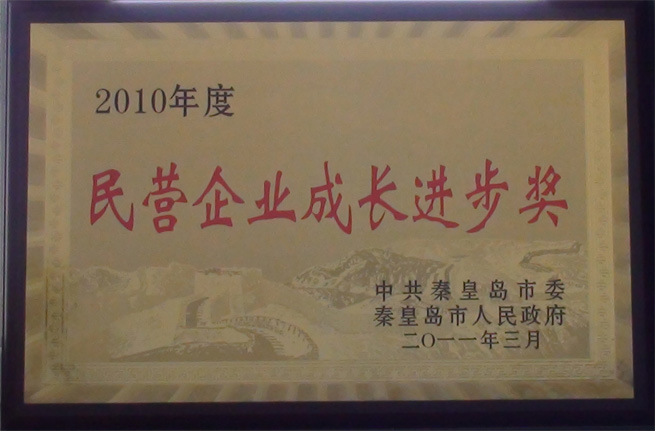 2010年度
民营企业成长进步奖
中共秦皇岛市委
秦皇岛市人民政府
二〇一一年三月